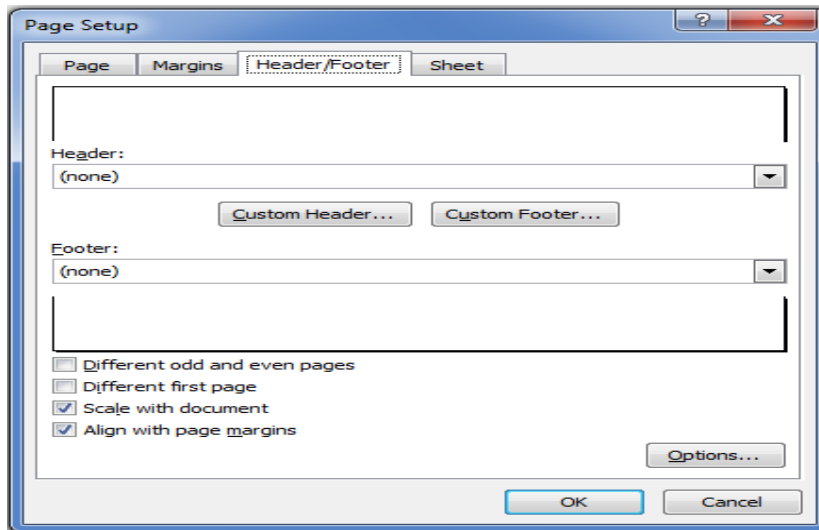 Page Setup
?
Page Margins Header/Footer Sheet
Header:
(none)
Custom Header... Custom Footer...
Footer:
(none)
Different odd and even pages
Different first page
Scale with document
Align with page margins
Options...
OK Cancel